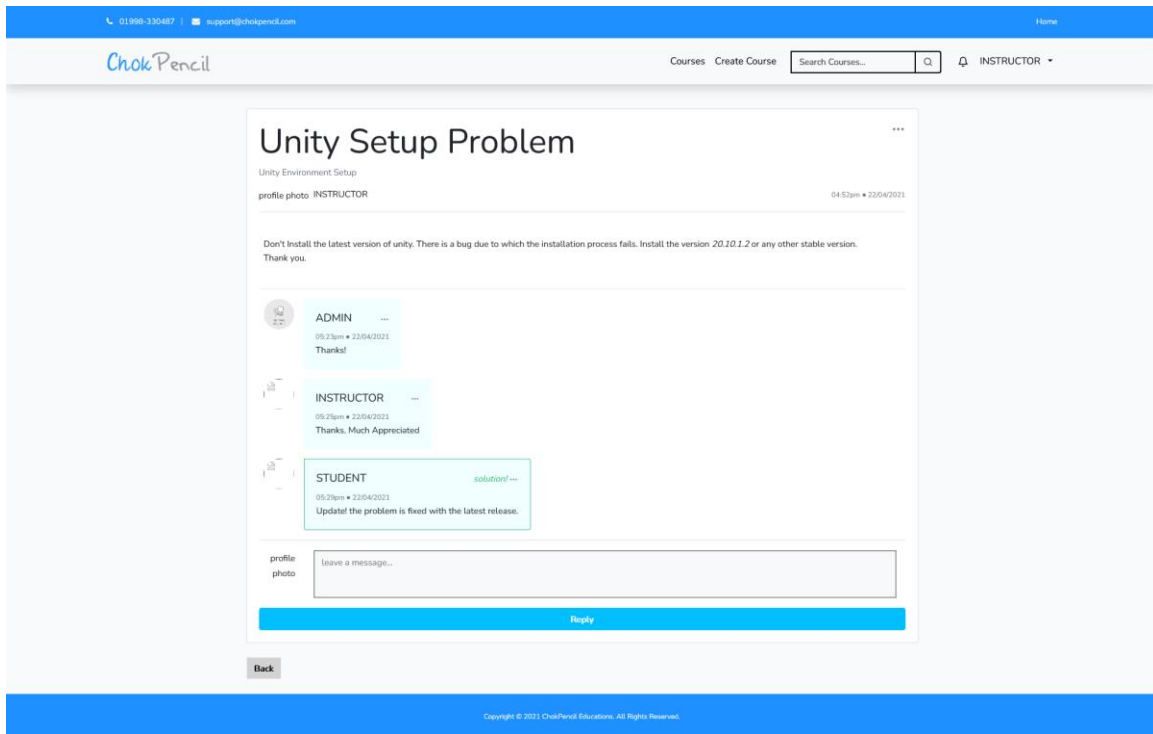 01998-330487 | support@chokpencil.com Home
ChokPencil Courses Create Course Search Courses... INSTRUCTOR
Unity Setup Problem ...
Unity Environment Setup
profile photo INSTRUCTOR 04:52pm • 22/04/2021
Don't Install the latest version of unity. There is a bug due to which the installation process fails. Install the version 20.10.1.2 or any other stable version.
Thank you.
ADMIN ...
05:23pm • 22/04/2021
Thanks!
INSTRUCTOR ...
05:25pm • 22/04/2021
Thanks, Much Appreciated
STUDENT solution! ...
05:29pm • 22/04/2021
Update! the problem is fixed with the latest release.
profile
photo
leave a message...
Reply
Back
Copyright © 2021 ChokPencil Educations. All Rights Reserved.